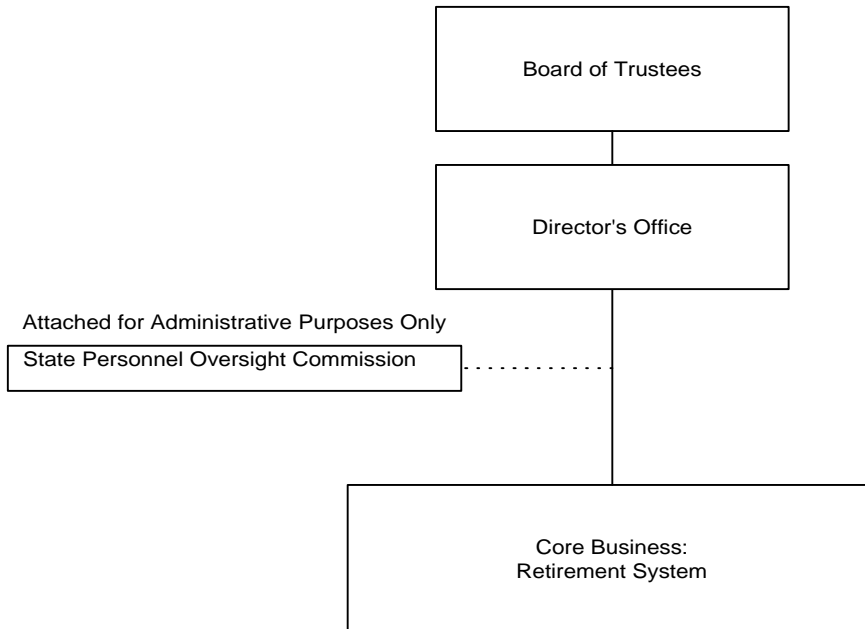 Board of Trustees
Director's Office
Attached for Administrative Purposes Only
State Personnel Oversight Commission
Core Business:
Retirement System